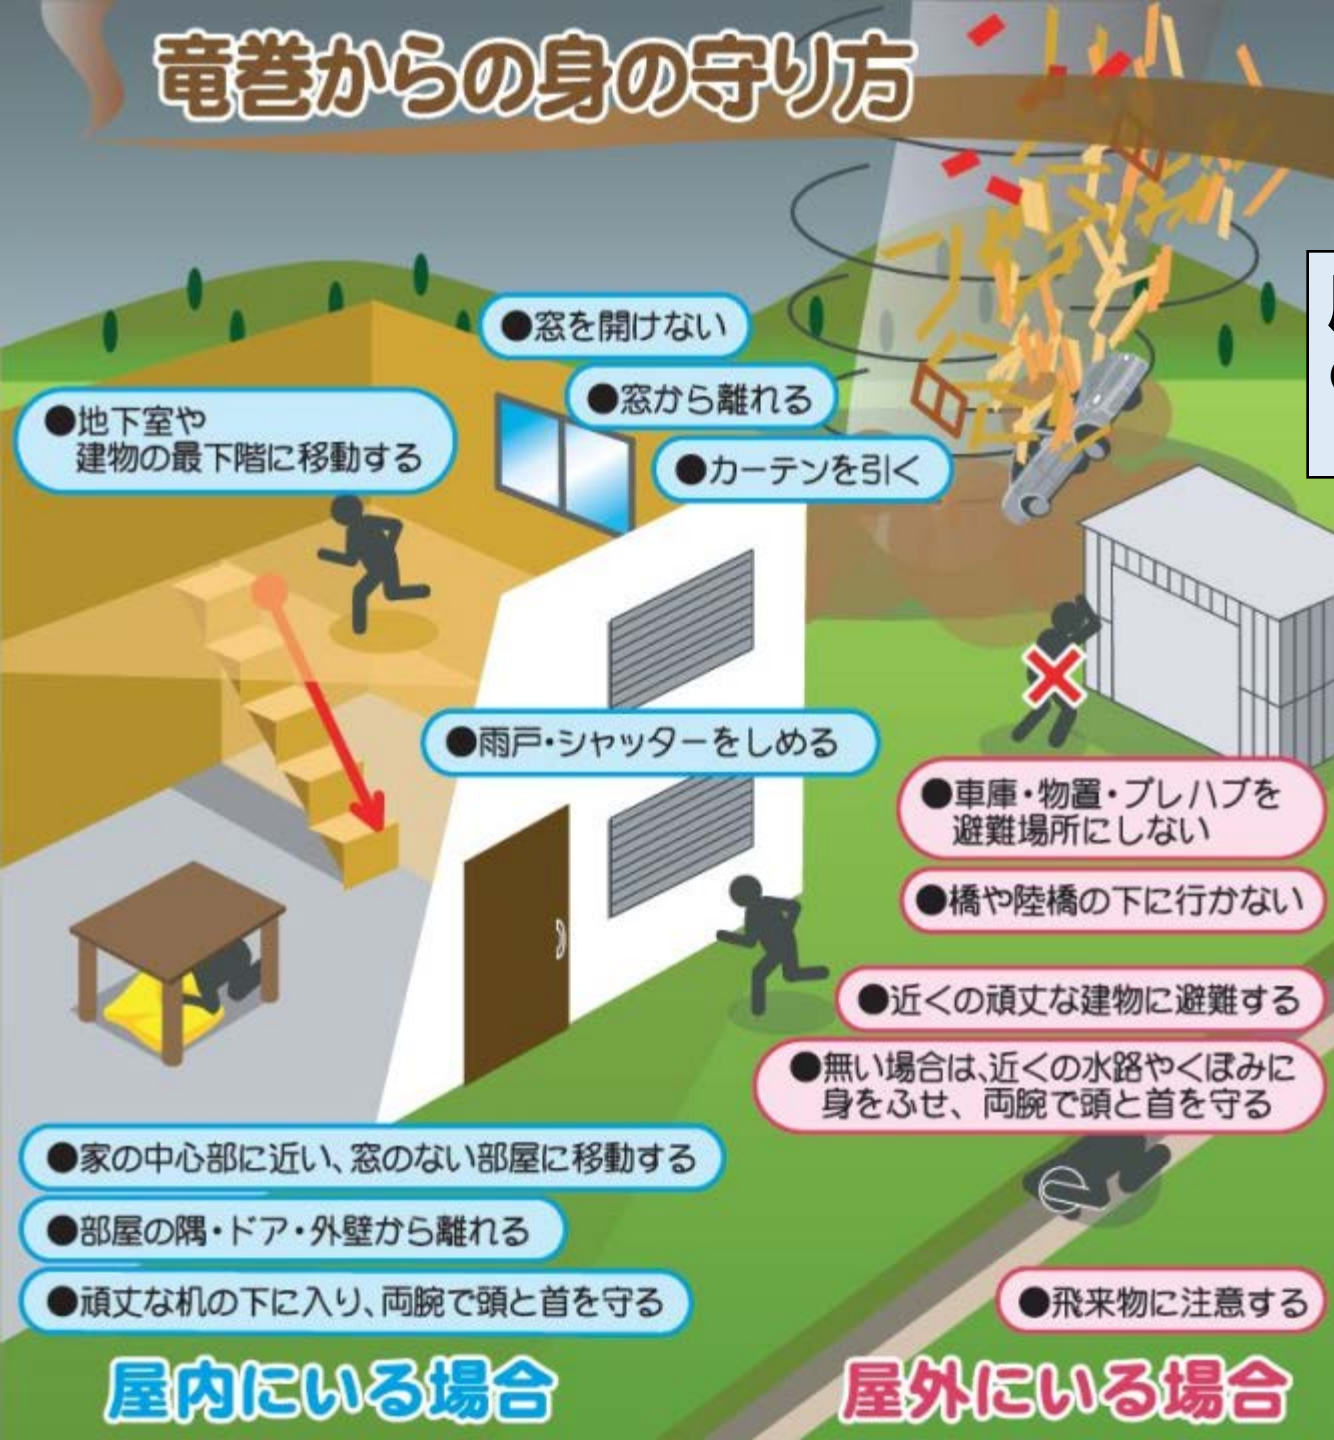 竜巻からの身の守り方
●窓を開けない
●窓から離れる
●カーテンを引く
●地下室や
建物の最下階に移動する
●雨戸・シャッターをしめる
●家の中心部に近い、窓のない部屋に移動する
●部屋の隅・ドア・外壁から離れる
●頑丈な机の下に入り、両腕で頭と首を守る
屋内にいる場合
●車庫・物置・プレハブを
避難場所にしない
●橋や陸橋の下に行かない
●近くの頑丈な建物に避難する
●無い場合は、近くの水路やくぼみに
身をふせ、両腕で頭と首を守る
●飛来物に注意する
屋外にいる場合